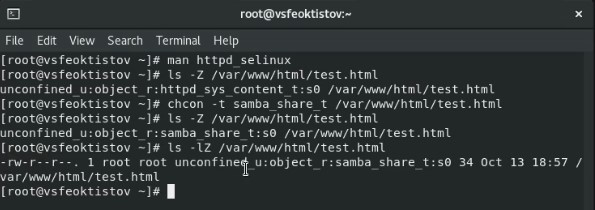 root@vsfeoktistov:~
File Edit View Search Terminal Help
[root@vsfeoktistov ~]# man httpd_selinux
[root@vsfeoktistov ~]# ls -Z /var/www/html/test.html
unconfined_u:object_r:httpd_sys_content_t:s0 /var/www/html/test.html
[root@vsfeoktistov ~]# chcon -t samba_share_t /var/www/html/test.html
[root@vsfeoktistov ~]# ls -Z /var/www/html/test.html
unconfined_u:object_r:samba_share_t:s0 /var/www/html/test.html
[root@vsfeoktistov ~]# ls -lZ /var/www/html/test.html
-rw-r--r--. 1 root root unconfined_u:object_r:samba_share_t:s0 34 Oct 13 18:57 /
var/www/html/test.html
[root@vsfeoktistov ~]#